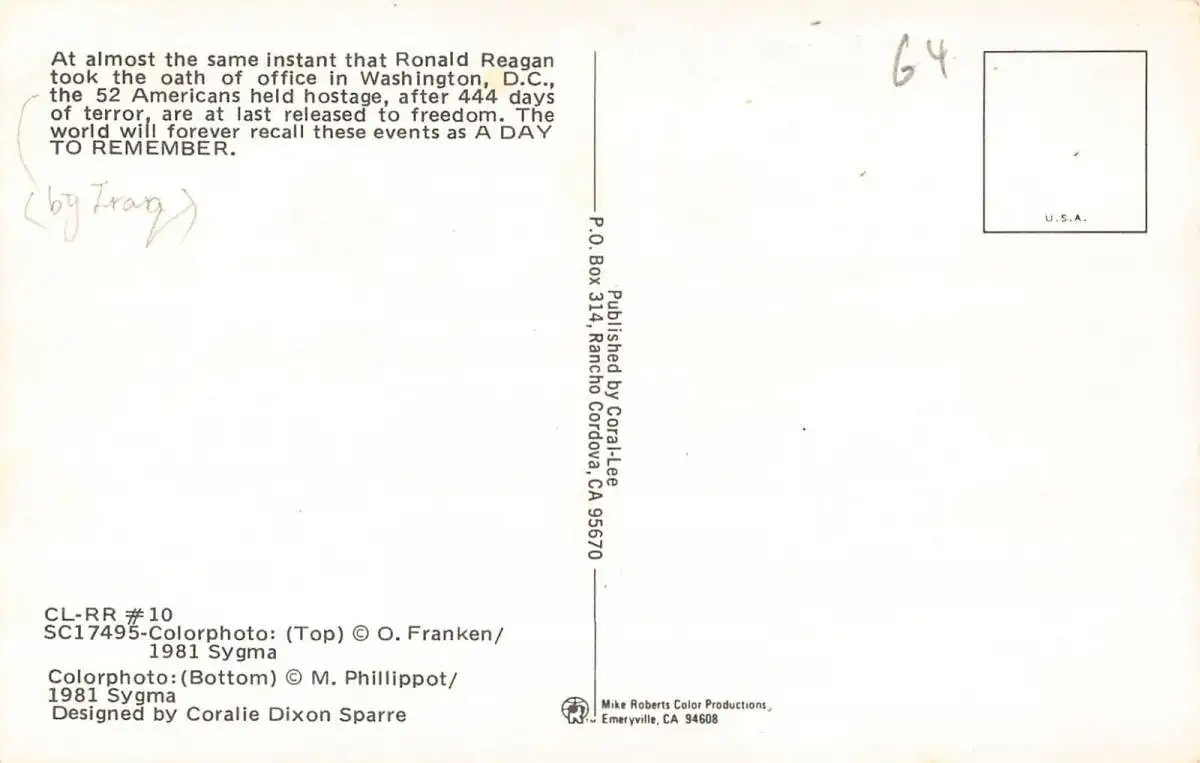 At almost the same instant that Ronald Reagan
took the oath of office in Washington, D.C.,
the 52 Americans held hostage, after 444 days
of terror, are at last released to freedom. The
world will forever recall these events as A DAY
TO REMEMBER.
(by Iraq)
64
U.S.A.
Published by Coral-Lee
P.O. Box 314, Rancho Cordova, CA 95670
CL-RR #10
SC17495-Colorphoto: (Top) © O. Franken/
1981 Sygma
Colorphoto:(Bottom) © M. Phillippot/
1981 Sygma
Designed by Coralie Dixon Sparre
Mike Roberts Color Productions,
Emeryville, CA 94608